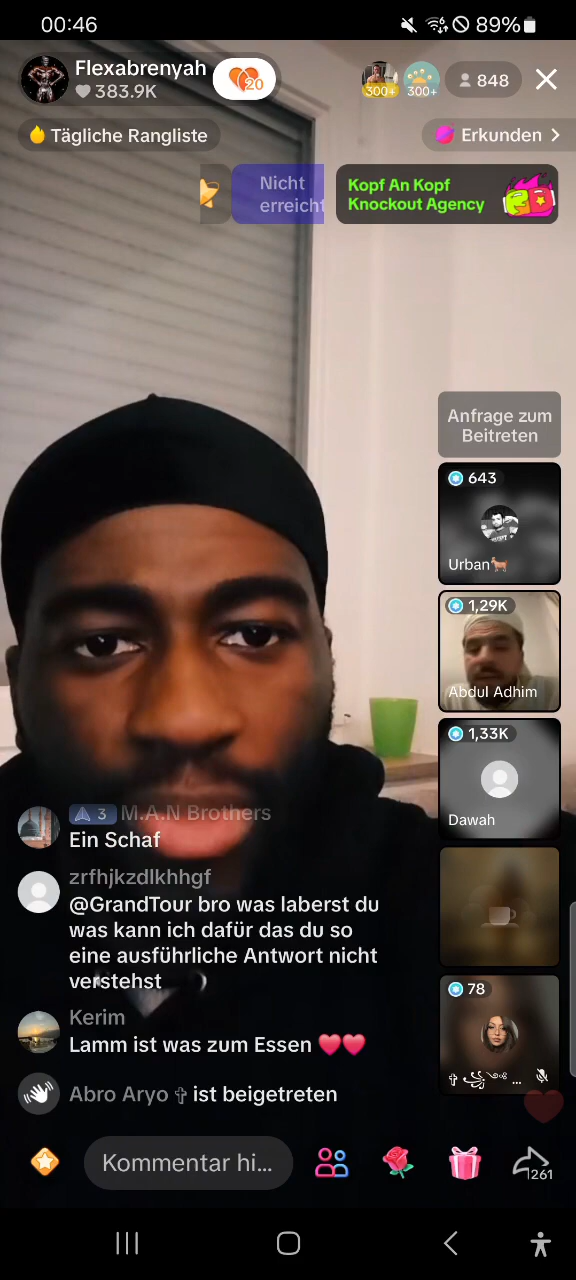 00:46
89%
Flexabrenyah
383.9K
20
300+
300+
848
Tägliche Rangliste
Erkunden
Nicht
erreicht
Kopf An Kopf
Knockout Agency
Anfrage zum
Beitreten
643
Urban
1,29K
Abdul Adhim
1,33K
Dawah
78
3 M.A.N Brothers
Ein Schaf
zrfhjkzdlkhhgf
@GrandTour bro was laberst du
was kann ich dafür das du so
eine ausführliche Antwort nicht
verstehst
Kerim
Lamm ist was zum Essen ❤️❤️
Abro Aryo ✞ ist beigetreten
Kommentar hi...
261